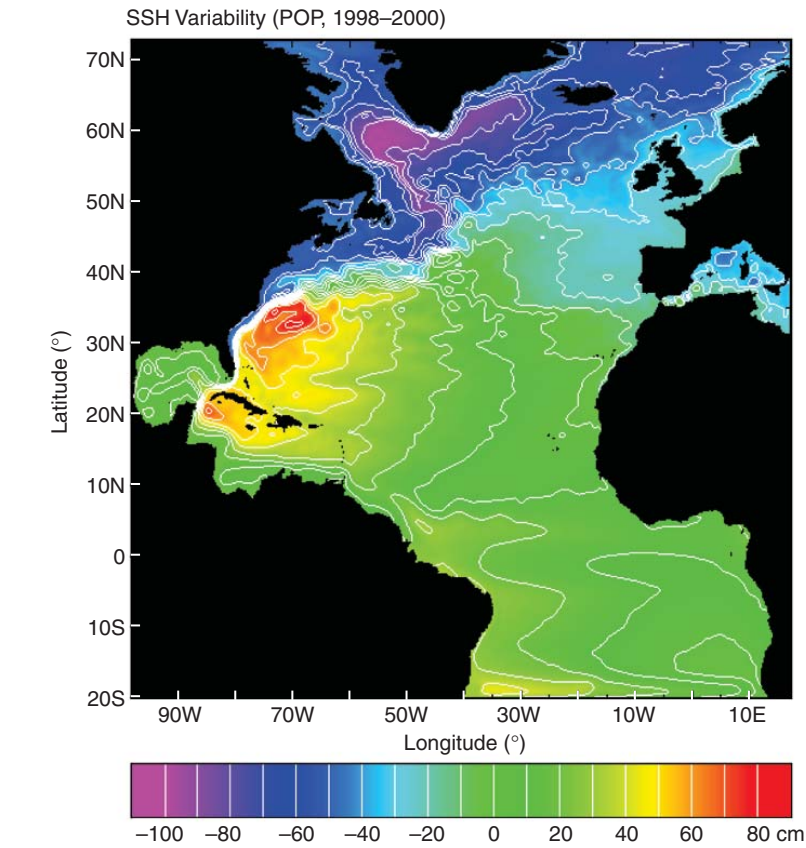 SSH Variability (POP, 1998–2000)
70N
60N
50N
40N
30N
20N
10N
0
10S
20S
Latitude (°)
90W 70W 50W 30W 10W 10E
Longitude (°)
–100 –80 –60 –40 –20 0 20 40 60 80 cm